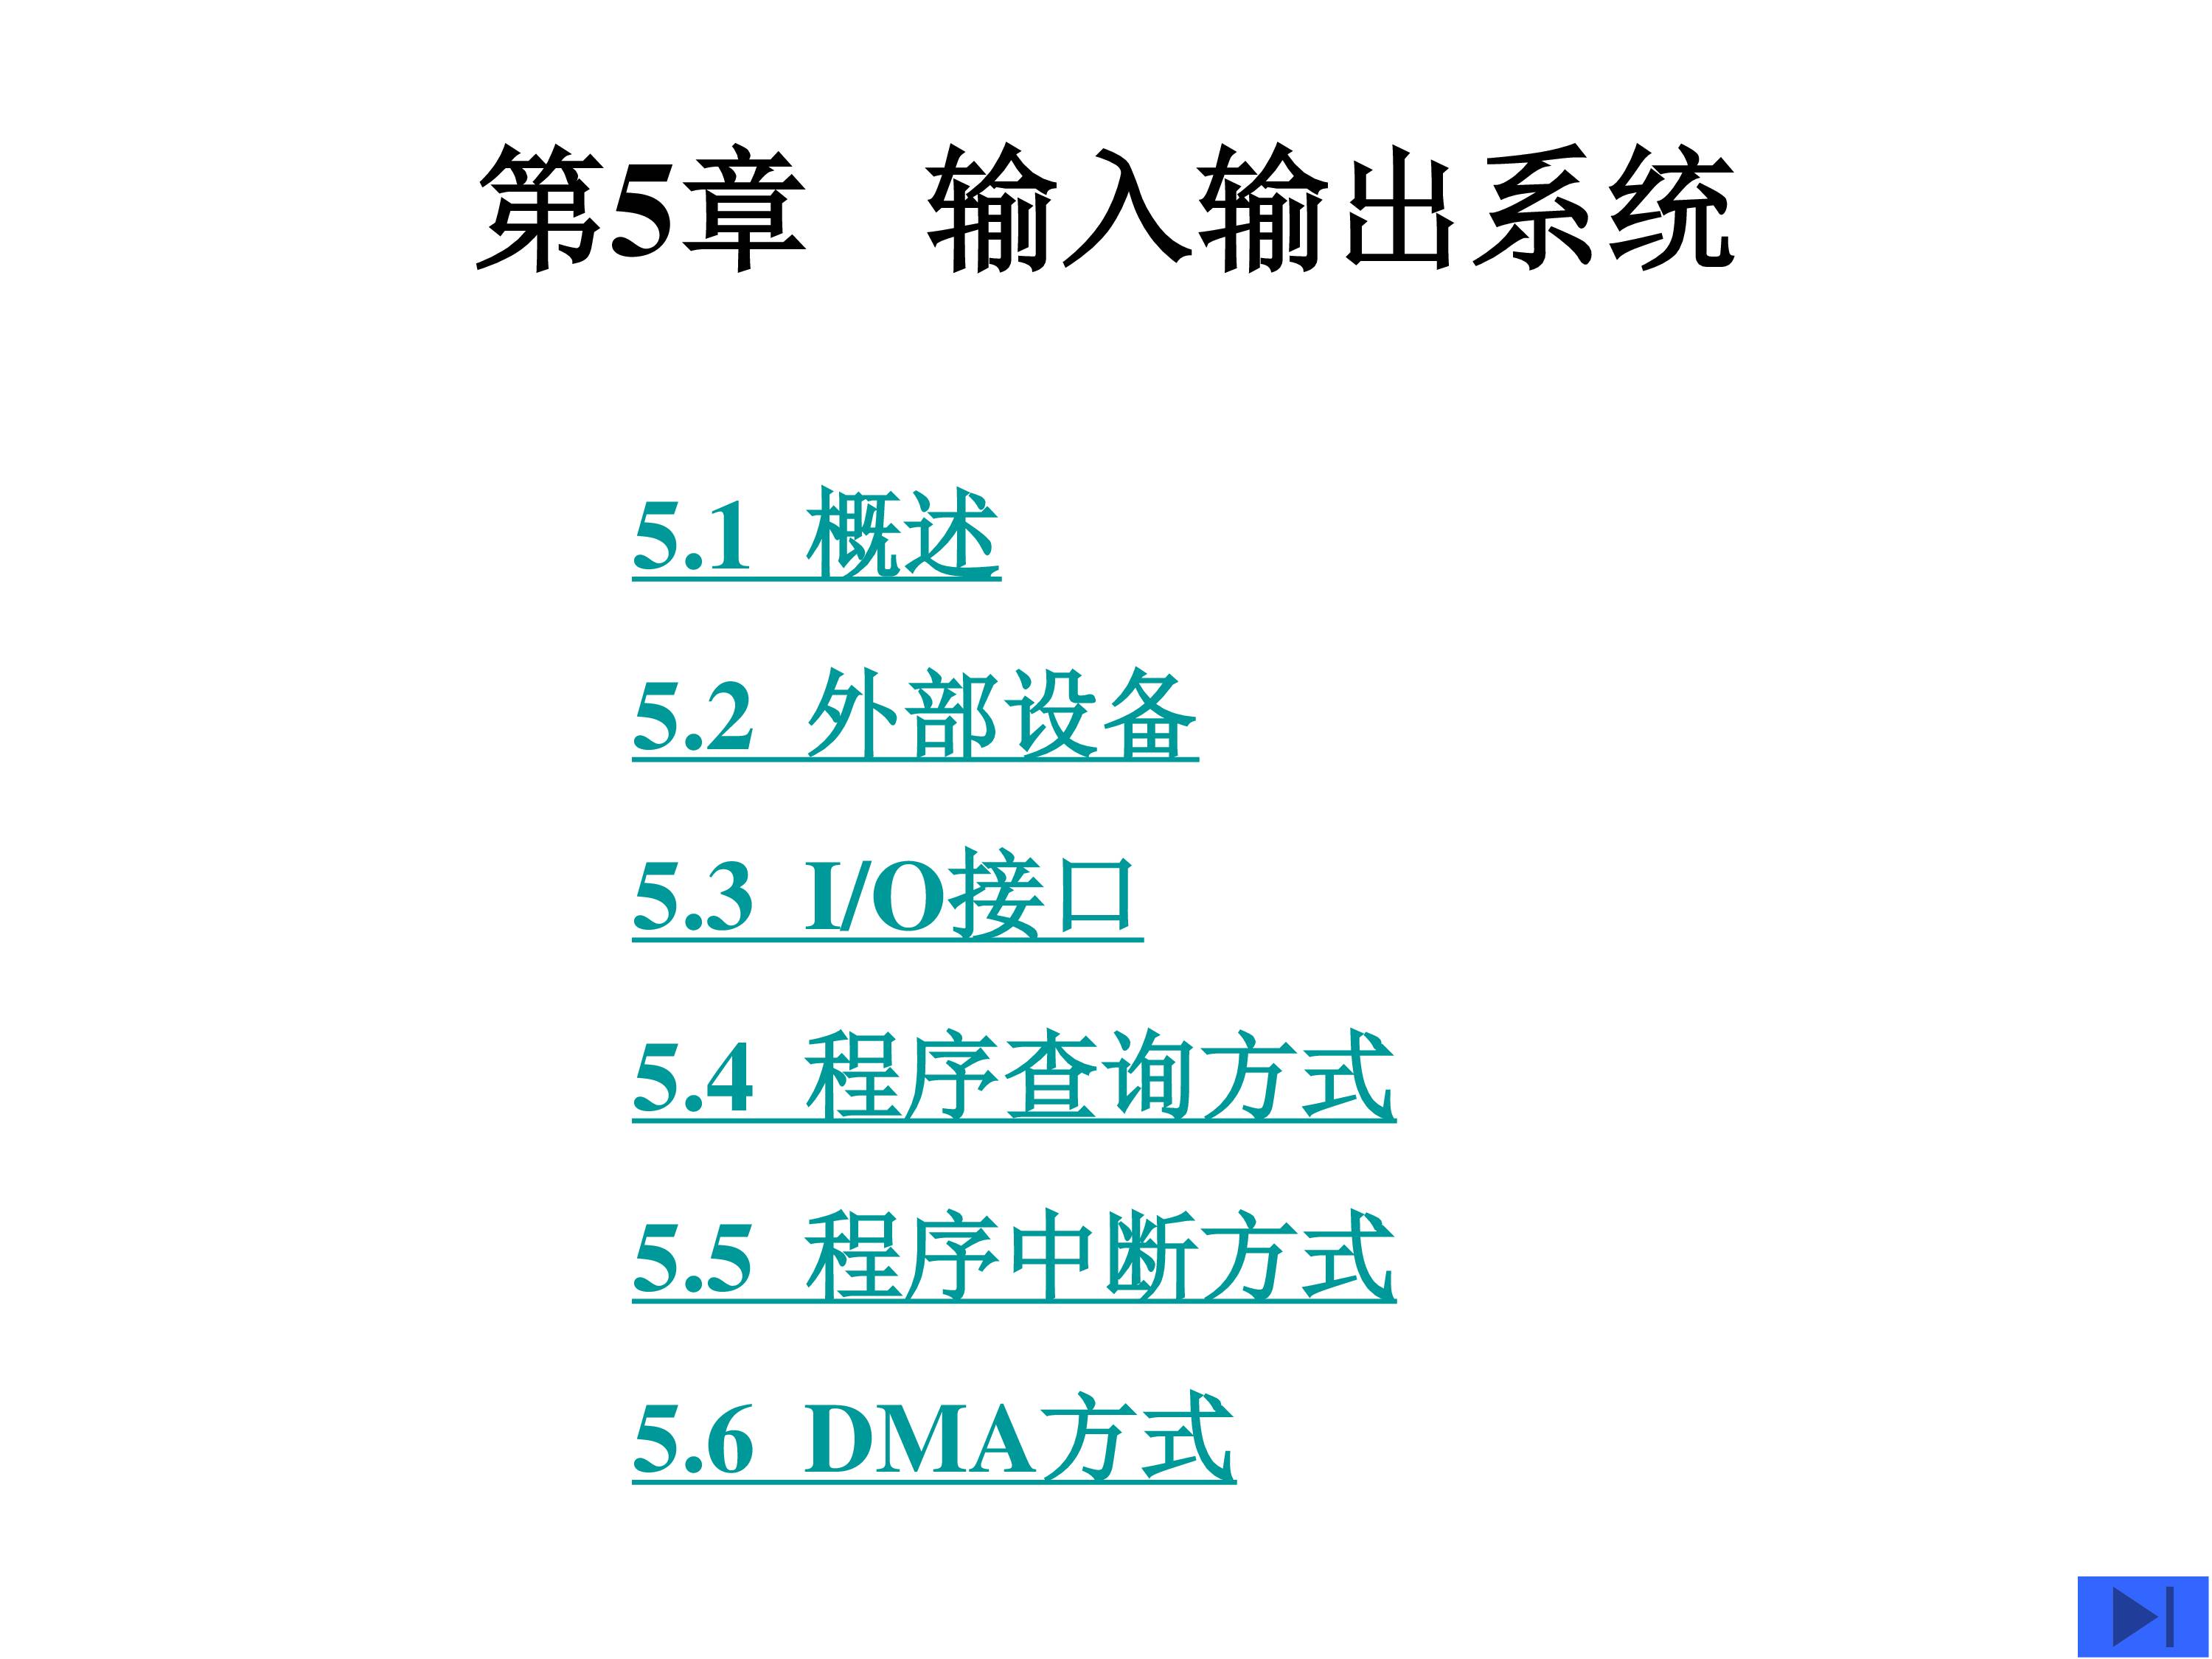 第5章 输入输出系统
5.1 概述
5.2 外部设备
5.3 I/O接口
5.4 程序查询方式
5.5 程序中断方式
5.6 DMA方式